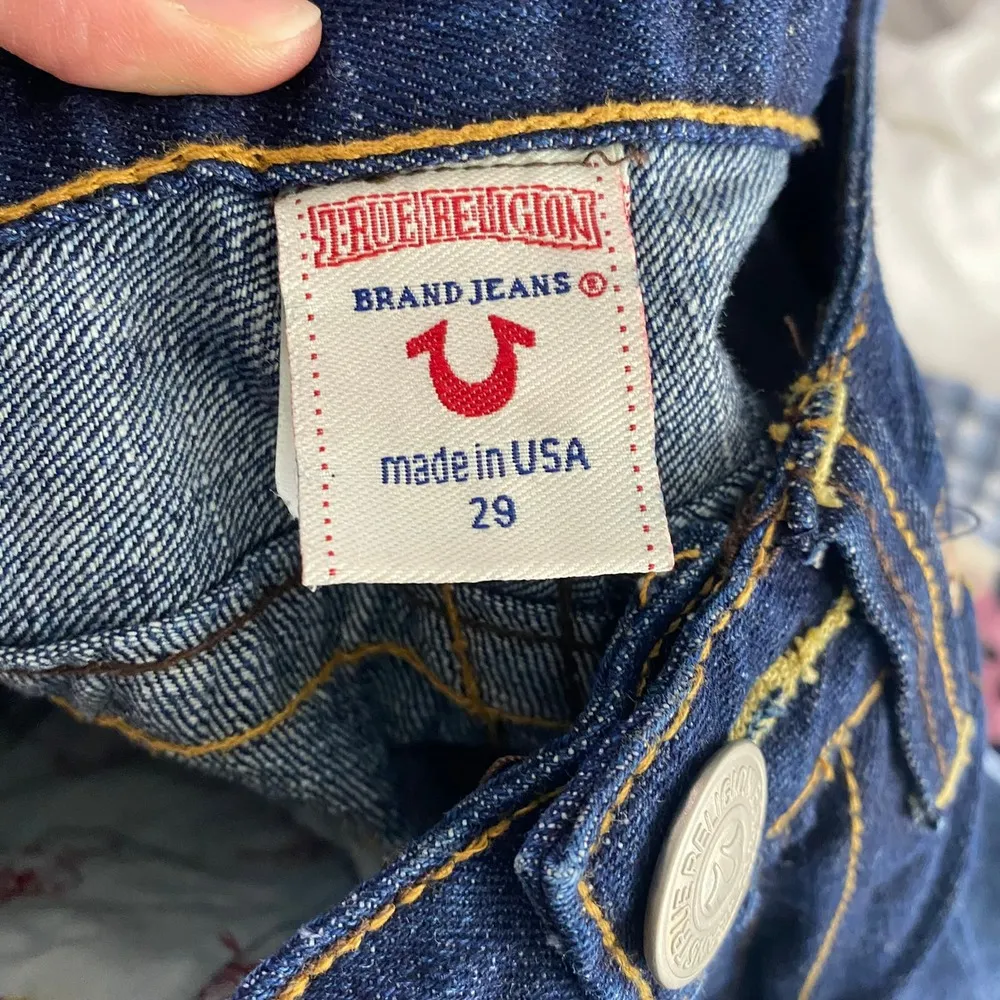 TRUE RELIGION
BRAND JEANS ®
made in USA
29
TRUE RELIGION